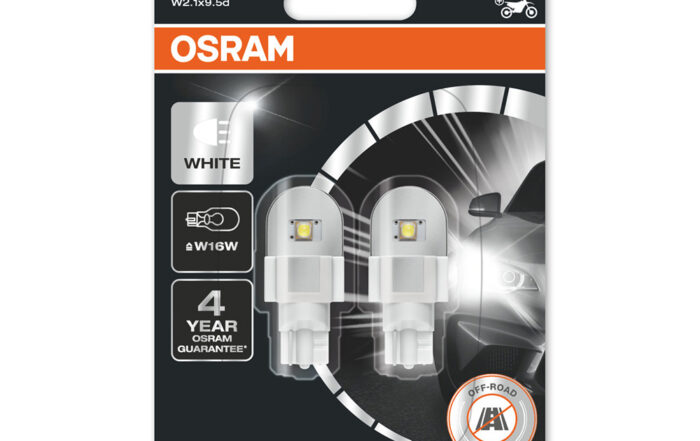 W2.1x9.5d
OSRAM
WHITE
≙W16W
4
YEAR
OSRAM
GUARANTEE*
OFF-ROAD